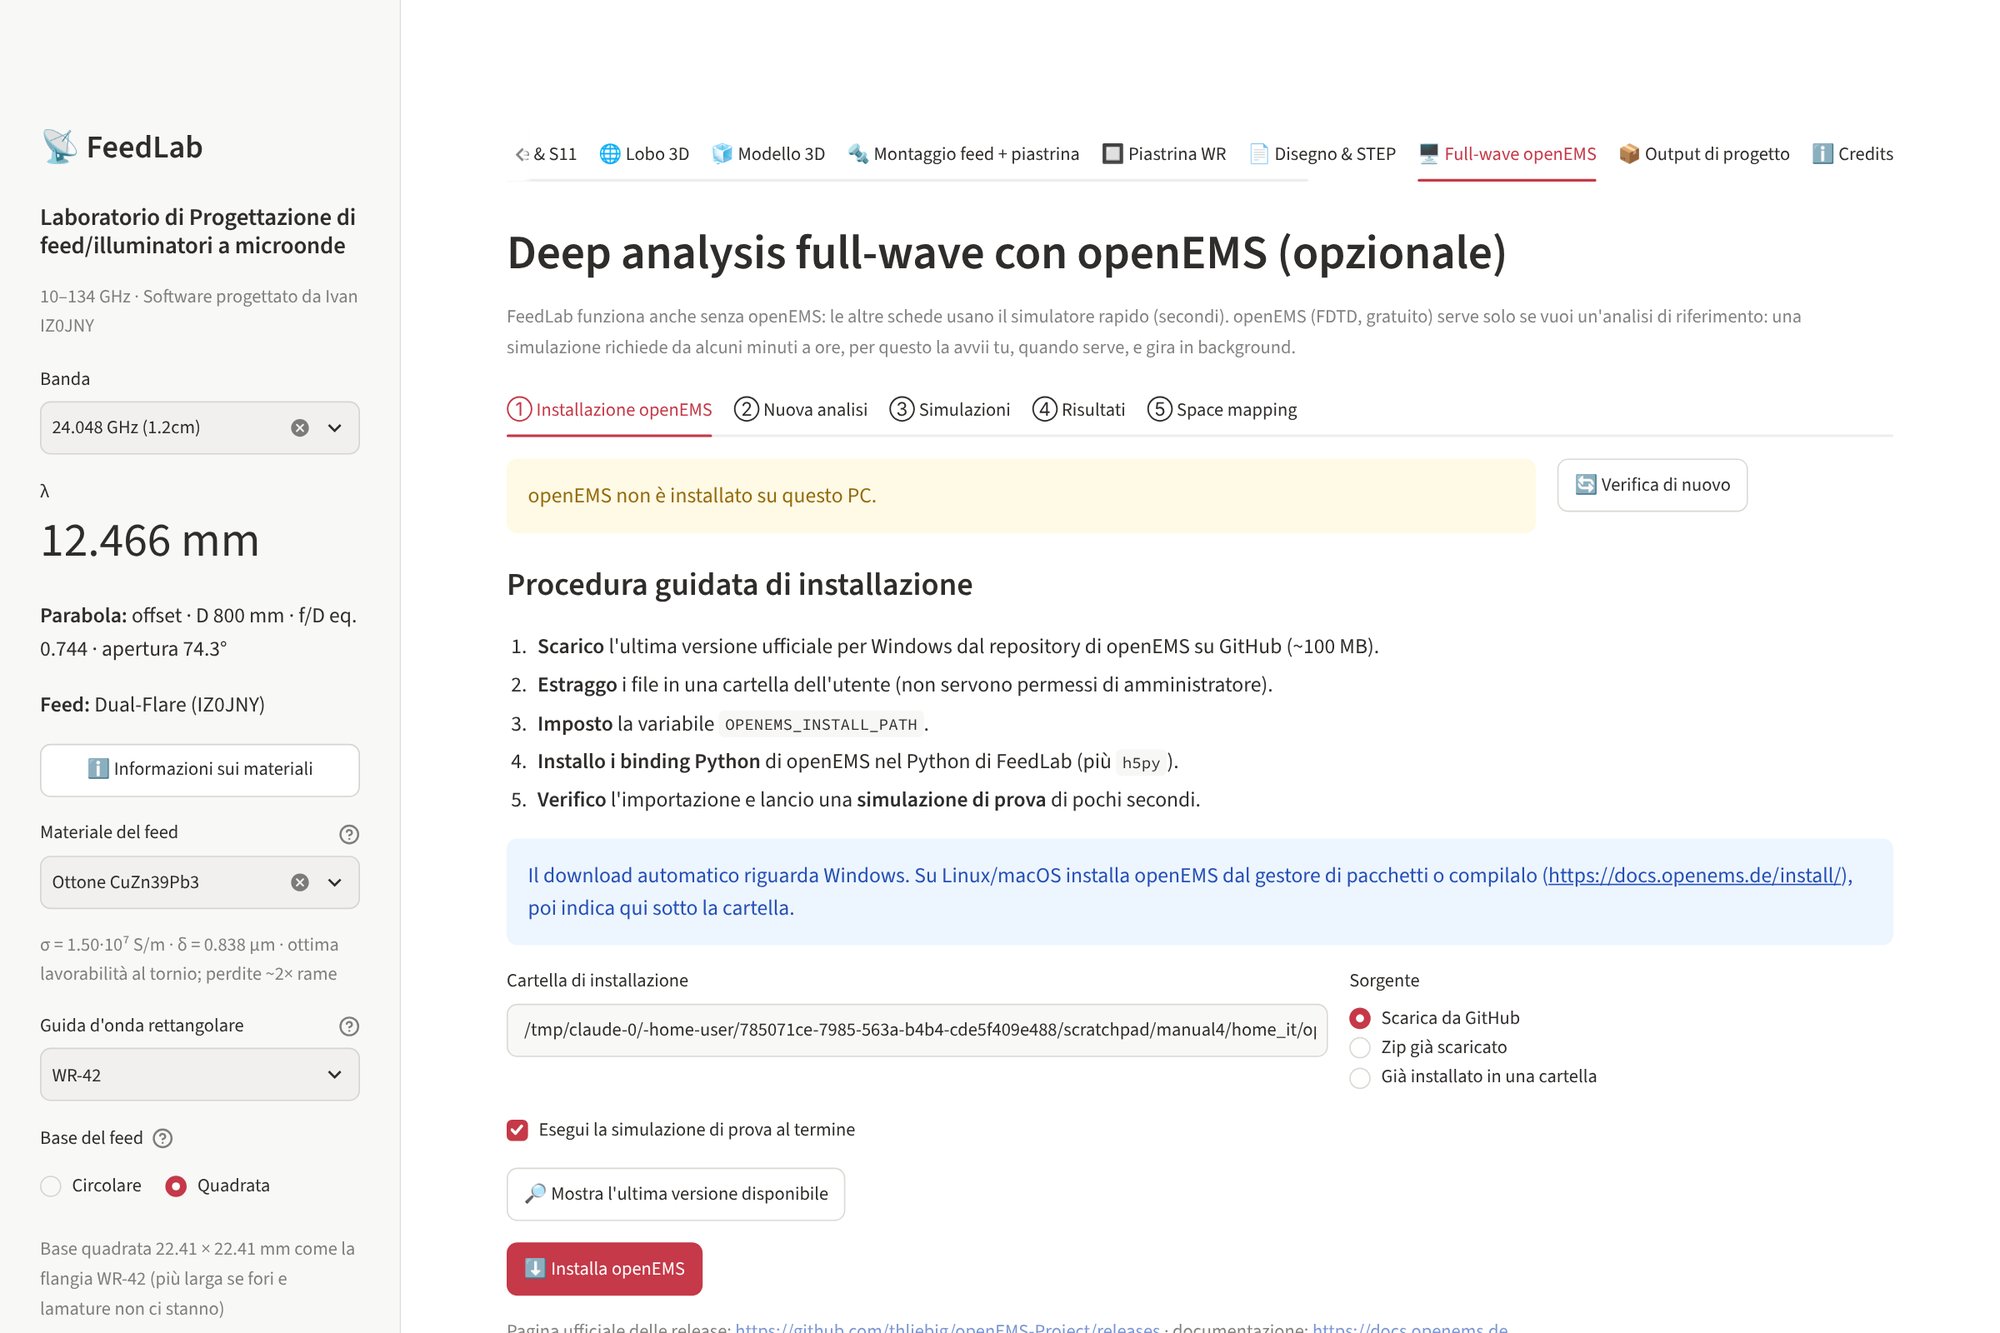 FeedLab
Laboratorio di Progettazione di
feed/illuminatori a microonde
10–134 GHz · Software progettato da Ivan
IZ0JNY
Banda
24.048 GHz (1.2cm)
λ
12.466 mm
Parabola: offset · D 800 mm · f/D eq.
0.744 · apertura 74.3°
Feed: Dual-Flare (IZ0JNY)
Informazioni sui materiali
Materiale del feed
Ottone CuZn39Pb3
σ = 1.50·10⁷ S/m · δ = 0.838 µm · ottima
lavorabilità al tornio; perdite ~2× rame
Guida d'onda rettangolare
WR-42
Base del feed
Circolare Quadrata
Base quadrata 22.41 × 22.41 mm come la
flangia WR-42 (più larga se fori e
lamature non ci stanno)
& S11 Lobo 3D Modello 3D Montaggio feed + piastrina Piastrina WR Disegno & STEP Full-wave openEMS Output di progetto Credits
Deep analysis full-wave con openEMS (opzionale)
FeedLab funziona anche senza openEMS: le altre schede usano il simulatore rapido (secondi). openEMS (FDTD, gratuito) serve solo se vuoi un'analisi di riferimento: una
simulazione richiede da alcuni minuti a ore, per questo la avvii tu, quando serve, e gira in background.
① Installazione openEMS ② Nuova analisi ③ Simulazioni ④ Risultati ⑤ Space mapping
openEMS non è installato su questo PC.
Verifica di nuovo
Procedura guidata di installazione
1. Scarico l'ultima versione ufficiale per Windows dal repository di openEMS su GitHub (~100 MB).
2. Estraggo i file in una cartella dell'utente (non servono permessi di amministratore).
3. Imposto la variabile OPENEMS_INSTALL_PATH.
4. Installo i binding Python di openEMS nel Python di FeedLab (più h5py).
5. Verifico l'importazione e lancio una simulazione di prova di pochi secondi.
Il download automatico riguarda Windows. Su Linux/macOS installa openEMS dal gestore di pacchetti o compilalo (https://docs.openems.de/install/),
poi indica qui sotto la cartella.
Cartella di installazione
/tmp/claude-0/-home-user/785071ce-7985-563a-b4b4-cde5f409e488/scratchpad/manual4/home_it/o
Sorgente
Scarica da GitHub
Zip già scaricato
Già installato in una cartella
Esegui la simulazione di prova al termine
Mostra l'ultima versione disponibile
Installa openEMS
Pagina ufficiale delle release: https://github.com/thliebig/openEMS-Project/releases · documentazione: https://docs.openems.de